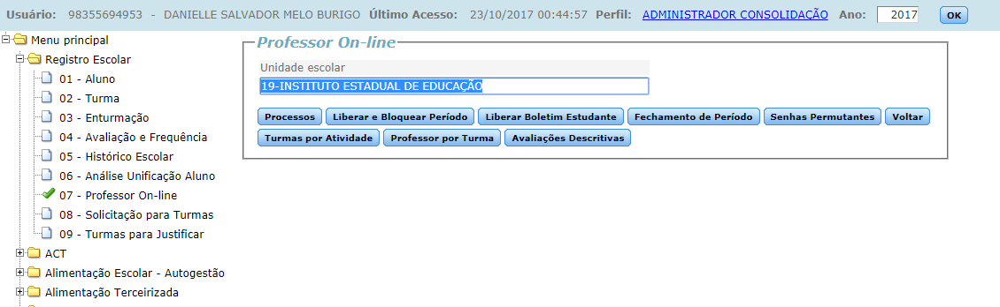 Usuário: 98355694953 - DANIELLE SALVADOR MELO BURIGO Último Acesso: 23/10/2017 00:44:57 Perfil: ADMINISTRADOR CONSOLIDACÃO Ano: 2017 OK
Menu principal
Registro Escolar
01 - Aluno
02 - Turma
03 - Enturmação
04 - Avaliação e Frequência
05 - Histórico Escolar
06 - Análise Unificação Aluno
07 - Professor On-line
08 - Solicitação para Turmas
09 - Turmas para Justificar
ACT
Alimentação Escolar - Autogestão
Alimentação Terceirizada
Professor On-line
Unidade escolar
19-INSTITUTO ESTADUAL DE EDUCAÇÃO
Processos Liberar e Bloquear Período Liberar Boletim Estudante Fechamento de Período Senhas Permutantes Voltar
Turmas por Atividade Professor por Turma Avaliações Descritivas